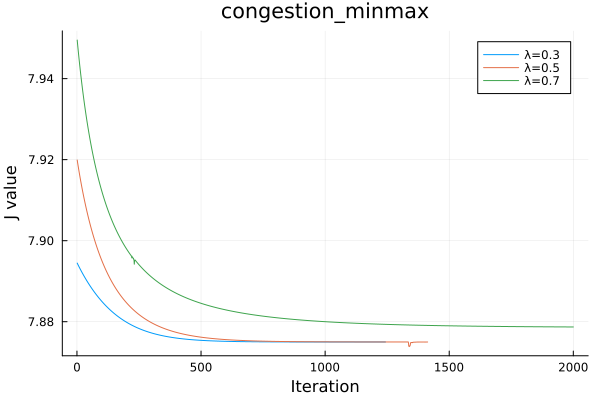 congestion_minmax
λ=0.3
λ=0.5
λ=0.7
J value
7.94
7.92
7.90
7.88
0
500
1000
1500
2000
Iteration